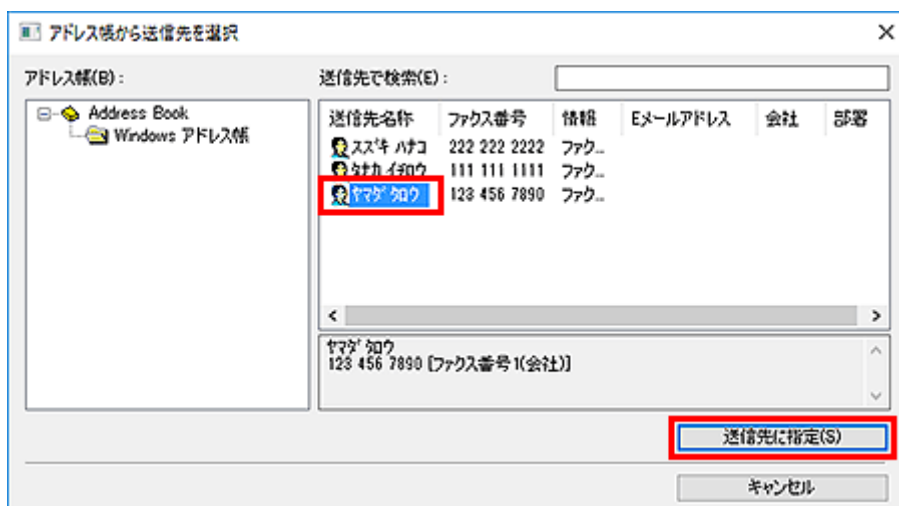 アドレス帳から送信先を選択
アドレス帳(B):
送信先で検索(E):
Address Book
Windows アドレス帳
送信先名称 ファクス番号 情報 Eメールアドレス 会社 部署
スズキ ハナコ 222 222 2222 ファク...
タナカ イチロウ 111 111 1111 ファク...
ヤマダ タロウ 123 456 7890 ファク...
ヤマダ タロウ
123 456 7890 [ファクス番号1(会社)]
送信先に指定(S)
キャンセル